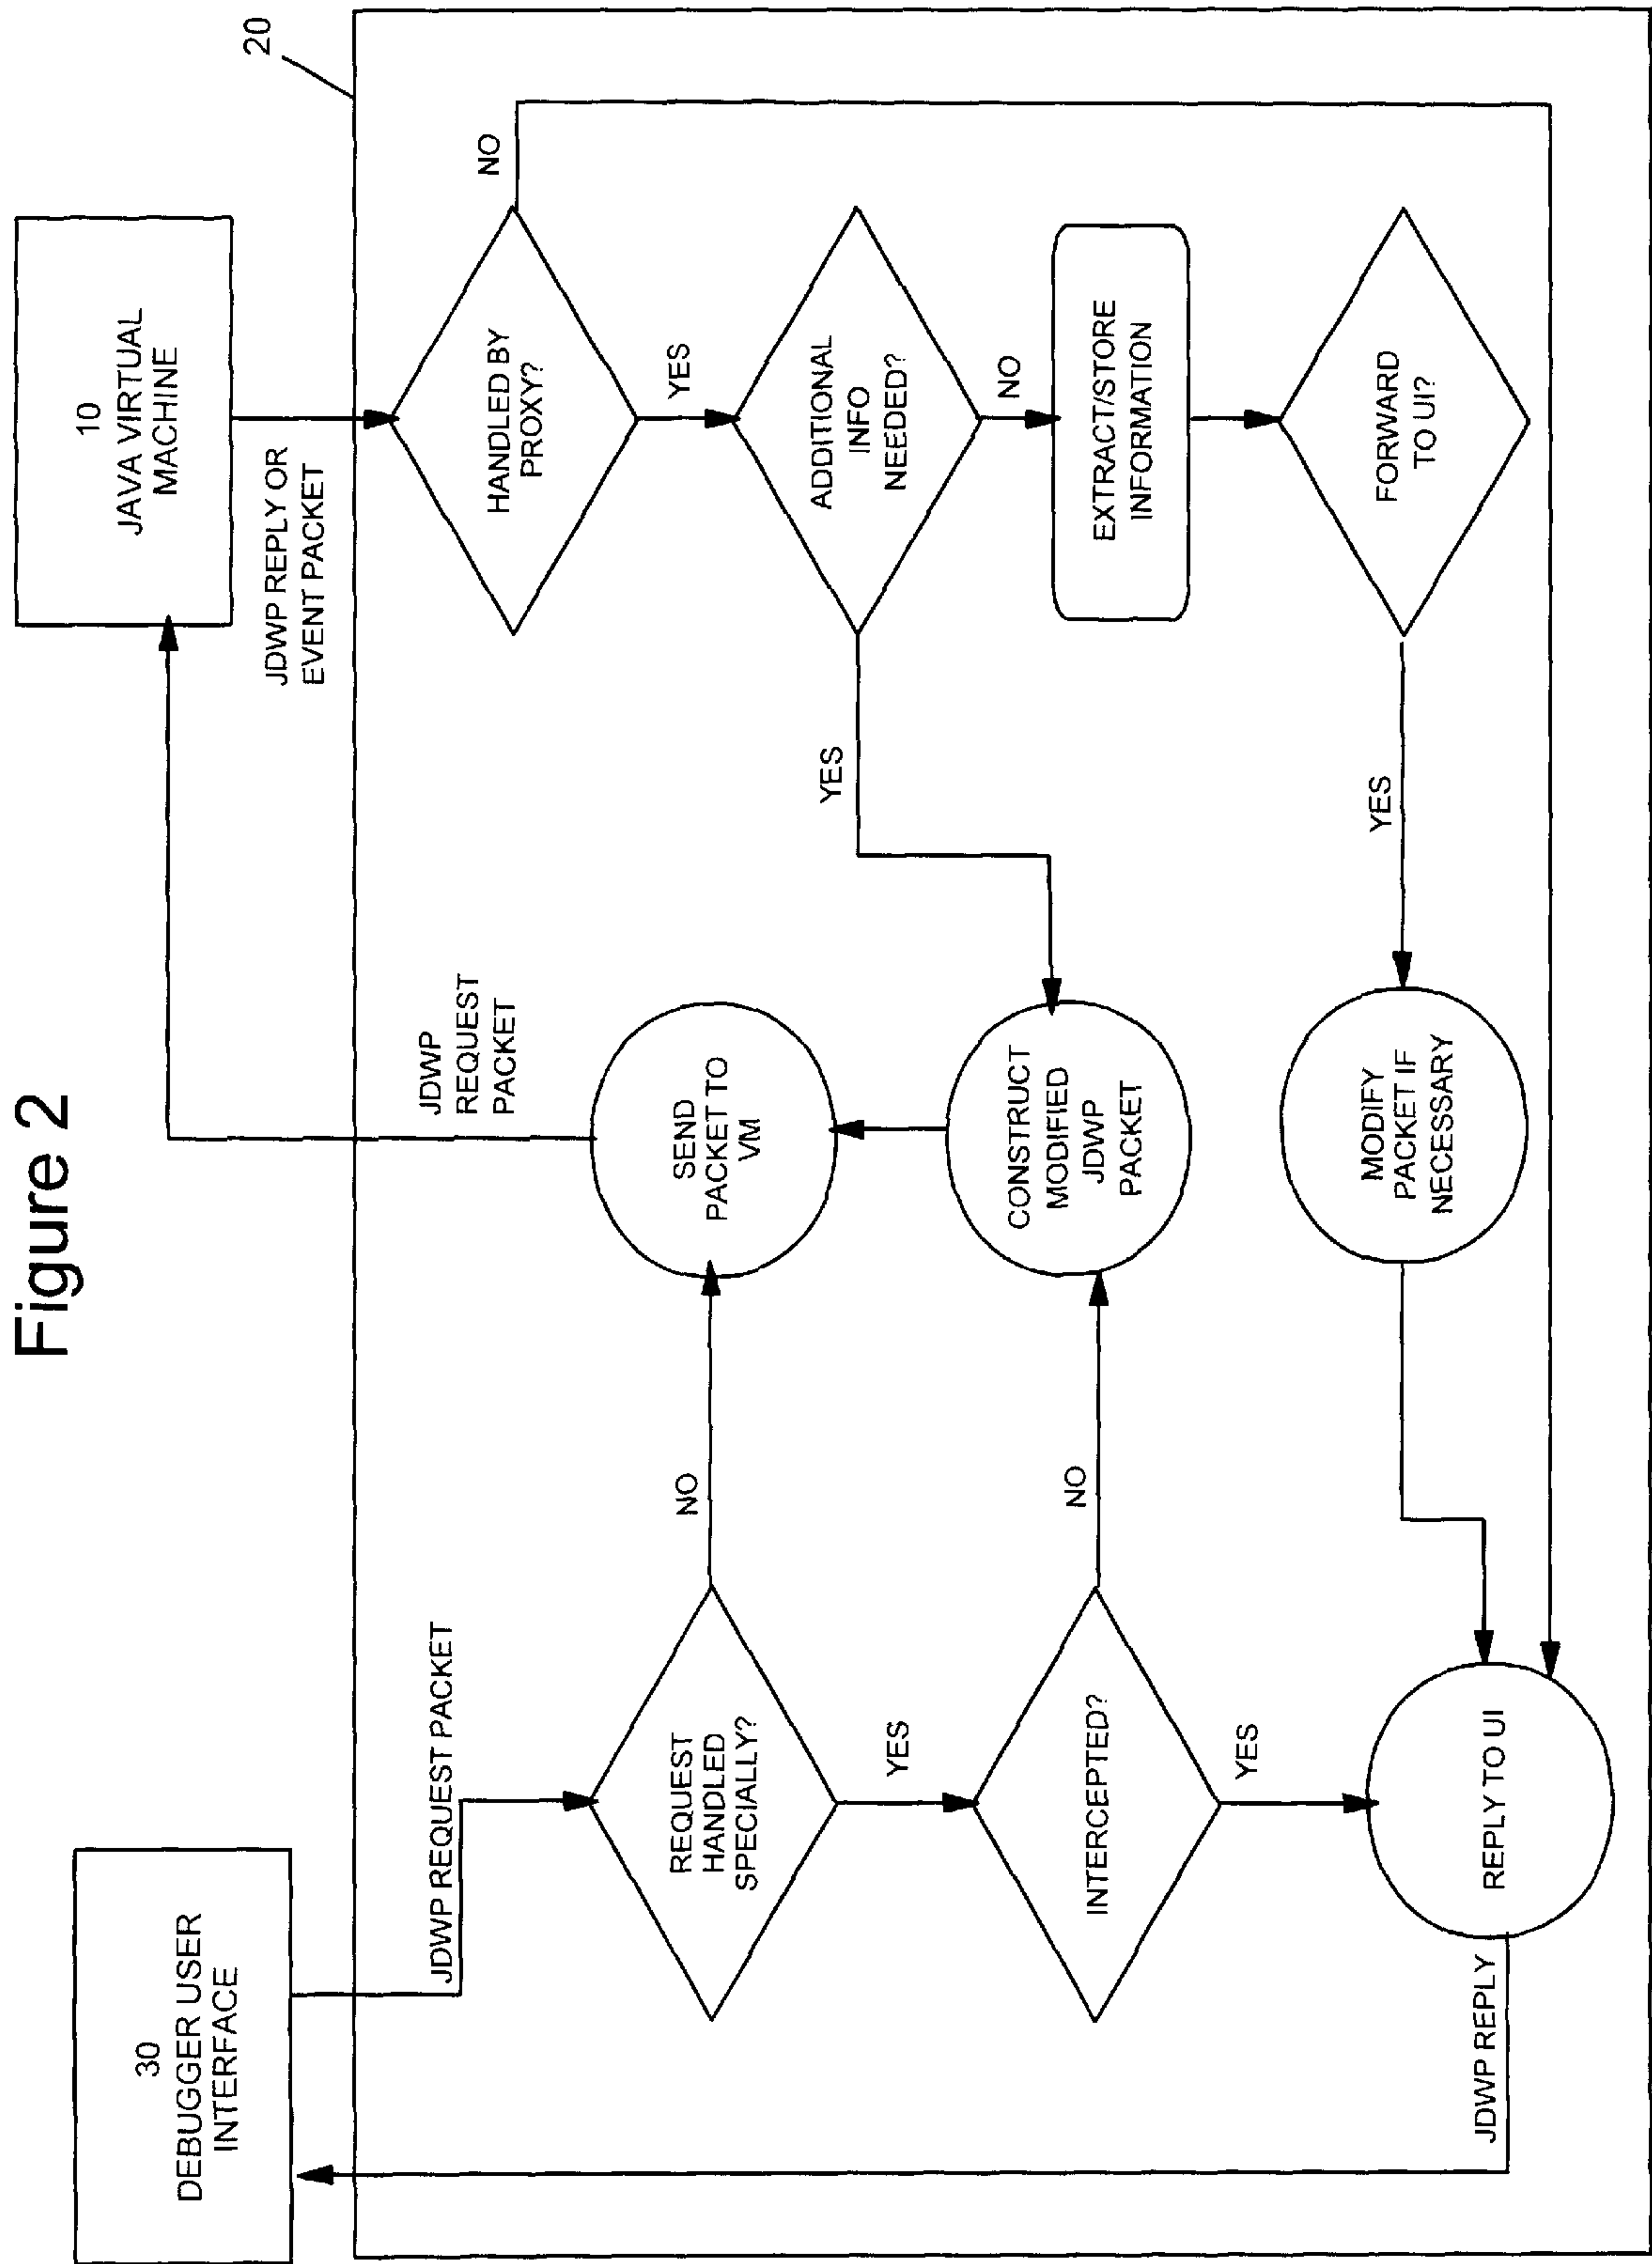 Figure 2
30
DEBUGGER USER
INTERFACE
10
JAVA VIRTUAL
MACHINE
20
JDWP REQUEST PACKET
JDWP
REQUEST
PACKET
JDWP REPLY OR
EVENT PACKET
REQUEST
HANDLED
SPECIALLY?
NO
SEND
PACKET TO
VM
HANDLED BY
PROXY?
NO
YES
YES
YES
ADDITIONAL
INFO
NEEDED?
NO
INTERCEPTED?
NO
CONSTRUCT
MODIFIED
JDWP
PACKET
EXTRACT/STORE
INFORMATION
YES
REPLY TO UI
JDWP REPLY
MODIFY
PACKET IF
NECESSARY
YES
FORWARD
TO UI?